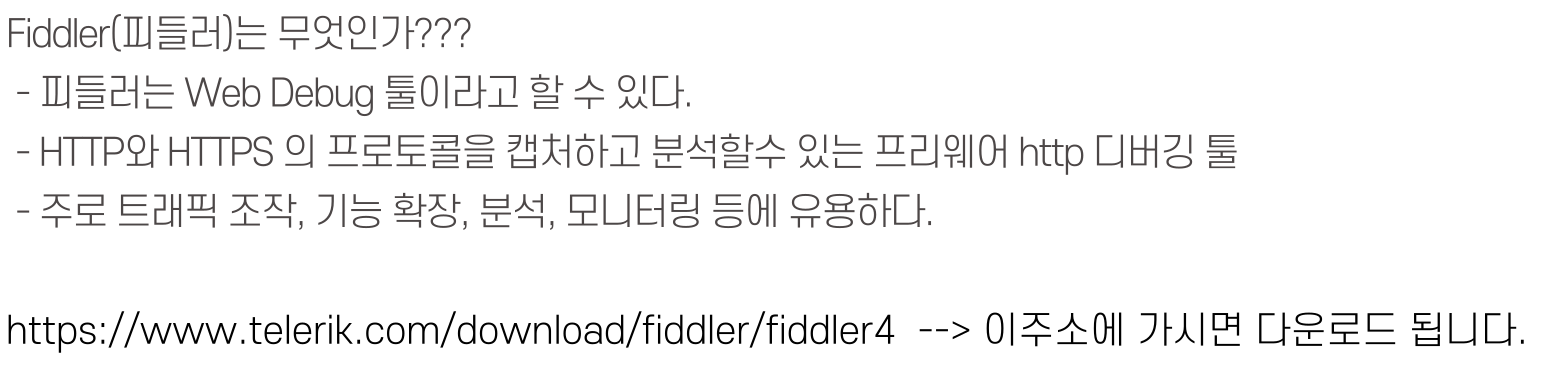 Fiddler(피들러)는 무엇인가???
- 피들러는 Web Debug 툴이라고 할 수 있다.
- HTTP와 HTTPS 의 프로토콜을 캡처하고 분석할수 있는 프리웨어 http 디버깅 툴
- 주로 트래픽 조작, 기능 확장, 분석, 모니터링 등에 유용하다.
https://www.telerik.com/download/fiddler/fiddler4 --> 이주소에 가시면 다운로드 됩니다.